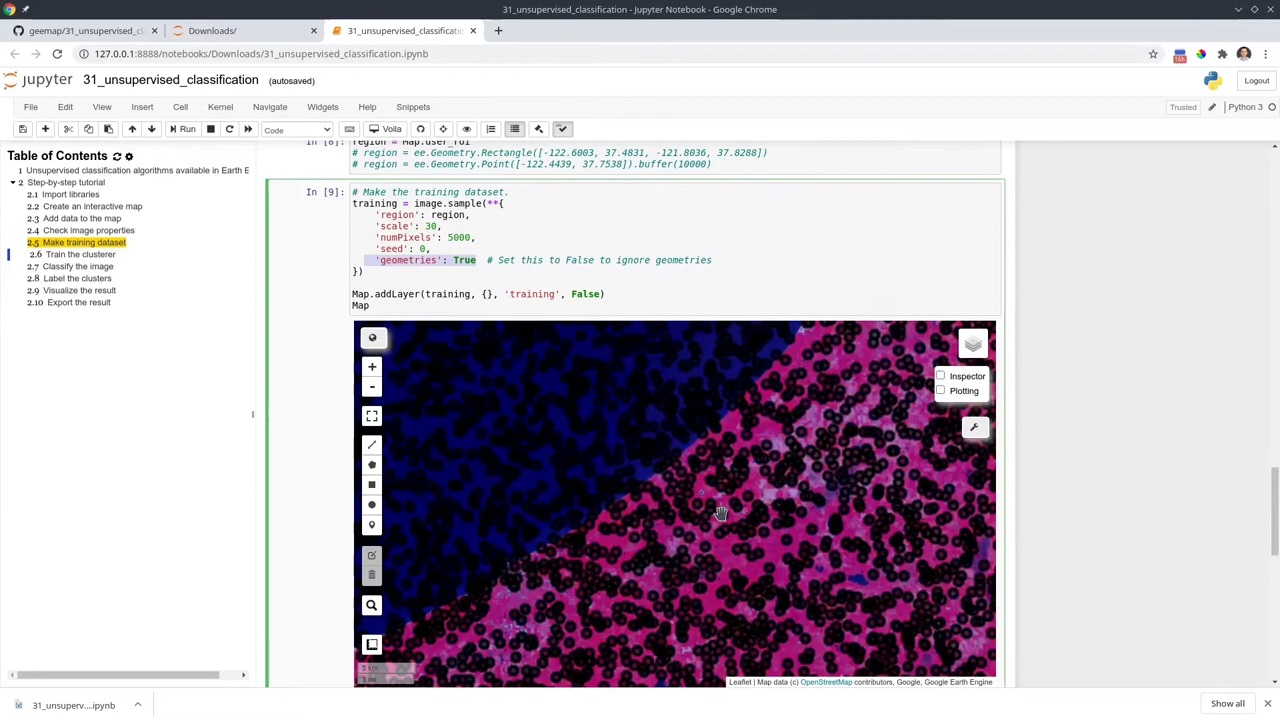 31_unsupervised_classification - Jupyter Notebook - Google Chrome
geemap/31_unsupervised_cl
Downloads/
31_unsupervised_classificatio
127.0.0.1:8888/notebooks/Downloads/31_unsupervised_classification.ipynb
jupyter 31_unsupervised_classification (autosaved)
Logout
File Edit View Insert Cell Kernel Navigate Widgets Help Snippets
Trusted
Python 3
Run
Code
Voila
Table of Contents
1 Unsupervised classification algorithms available in Earth E
2 Step-by-step tutorial
2.1 Import libraries
2.2 Create an interactive map
2.3 Add data to the map
2.4 Check image properties
2.5 Make training dataset
2.6 Train the clusterer
2.7 Classify the image
2.8 Label the clusters
2.9 Visualize the result
2.10 Export the result
In [8]: region = Map.user_roi
# region = ee.Geometry.Rectangle([-122.6003, 37.4831, -121.8036, 37.8288])
# region = ee.Geometry.Point([-122.4439, 37.7538]).buffer(10000)
In [9]: # Make the training dataset.
training = image.sample(**{
'region': region,
'scale': 30,
'numPixels': 5000,
'seed': 0,
'geometries': True # Set this to False to ignore geometries
})
Map.addLayer(training, {}, 'training', False)
Map
Inspector
Plotting
5 km
3 mi
Leaflet | Map data (c) OpenStreetMap contributors, Google, Google Earth Engine
31_unsuperv....ipynb
Show all